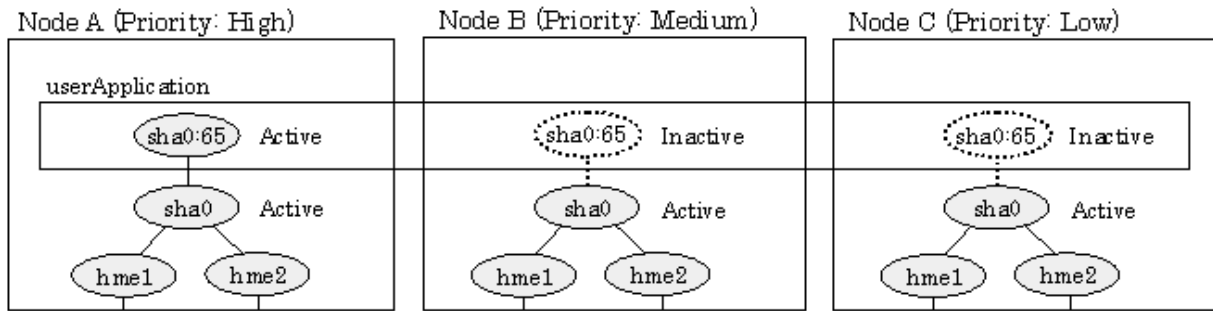 Node A (Priority: High) Node B (Priority: Medium) Node C (Priority: Low)
userApplication
sha0:65 Active sha0:65 Inactive sha0:65 Inactive
sha0 Active sha0 Active sha0 Active
hme1 hme2 hme1 hme2 hme1 hme2